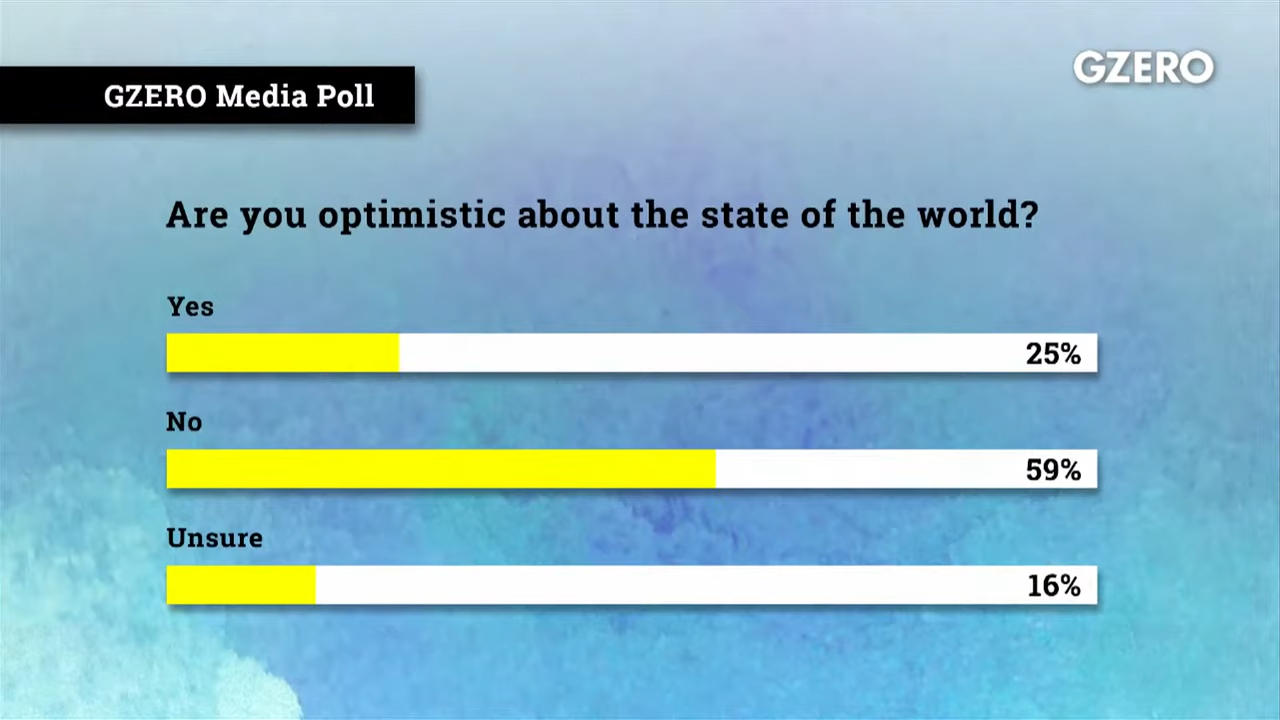 GZERO
GZERO Media Poll
Are you optimistic about the state of the world?
Yes
25%
No
59%
Unsure
16%